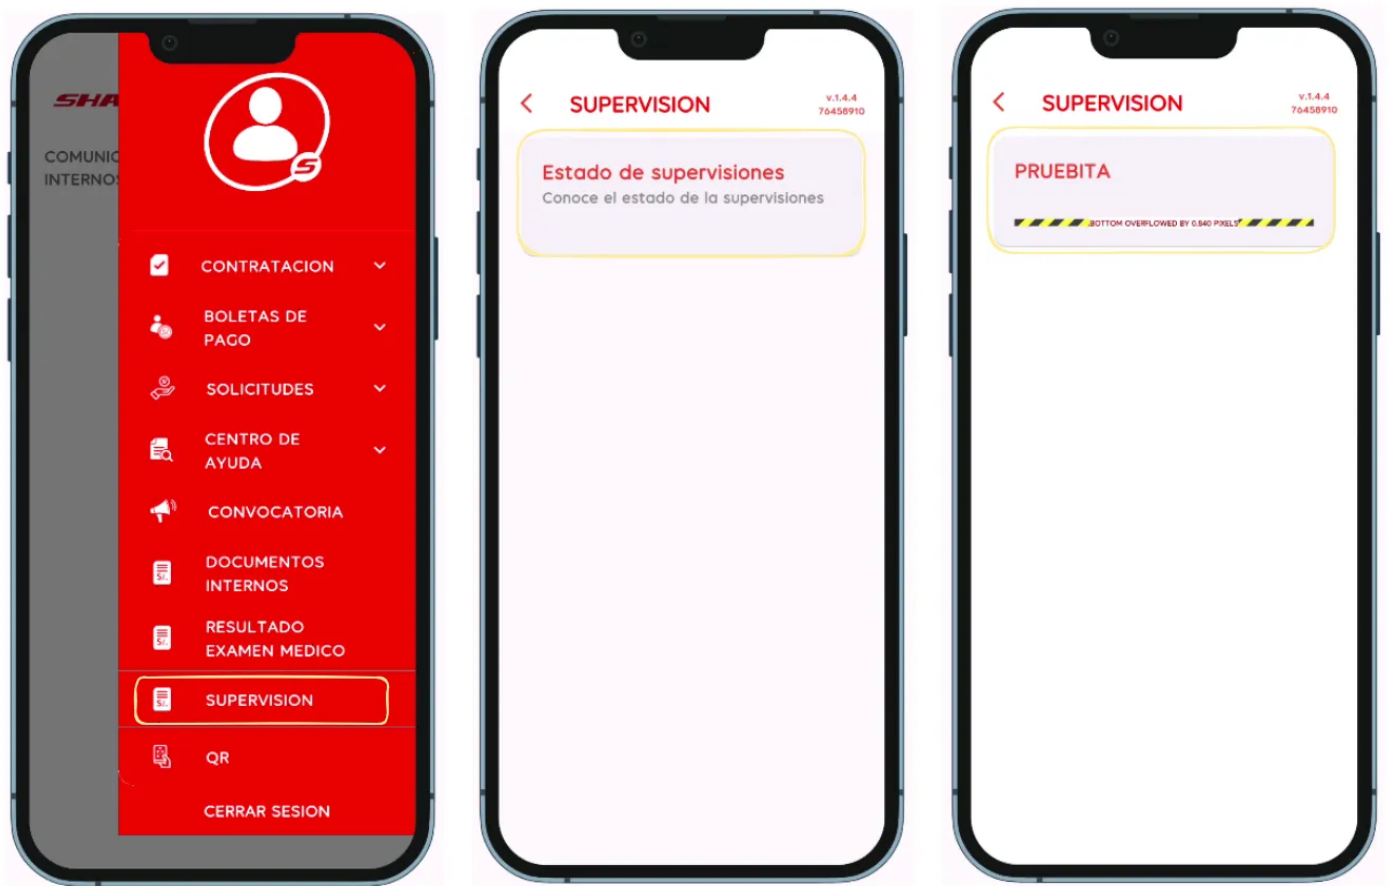 SHA
COMUNIC
INTERNOS
CONTRATACION
BOLETAS DE
PAGO
SOLICITUDES
CENTRO DE
AYUDA
CONVOCATORIA
DOCUMENTOS
INTERNOS
RESULTADO
EXAMEN MEDICO
SUPERVISION
QR
CERRAR SESION
SUPERVISION
v.1.4.4
76458910
Estado de supervisiones
Conoce el estado de la supervisiones
SUPERVISION
v.1.4.4
76458910
PRUEBITA
BOTTOM OVERFLOWED BY 0.840 PIXELS